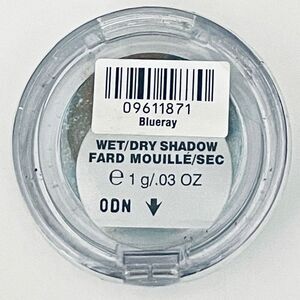 09611871
Blueray
WET/DRY SHADOW
FARD MOUILLÉ/SEC
℮ 1 g/.03 OZ
ODN